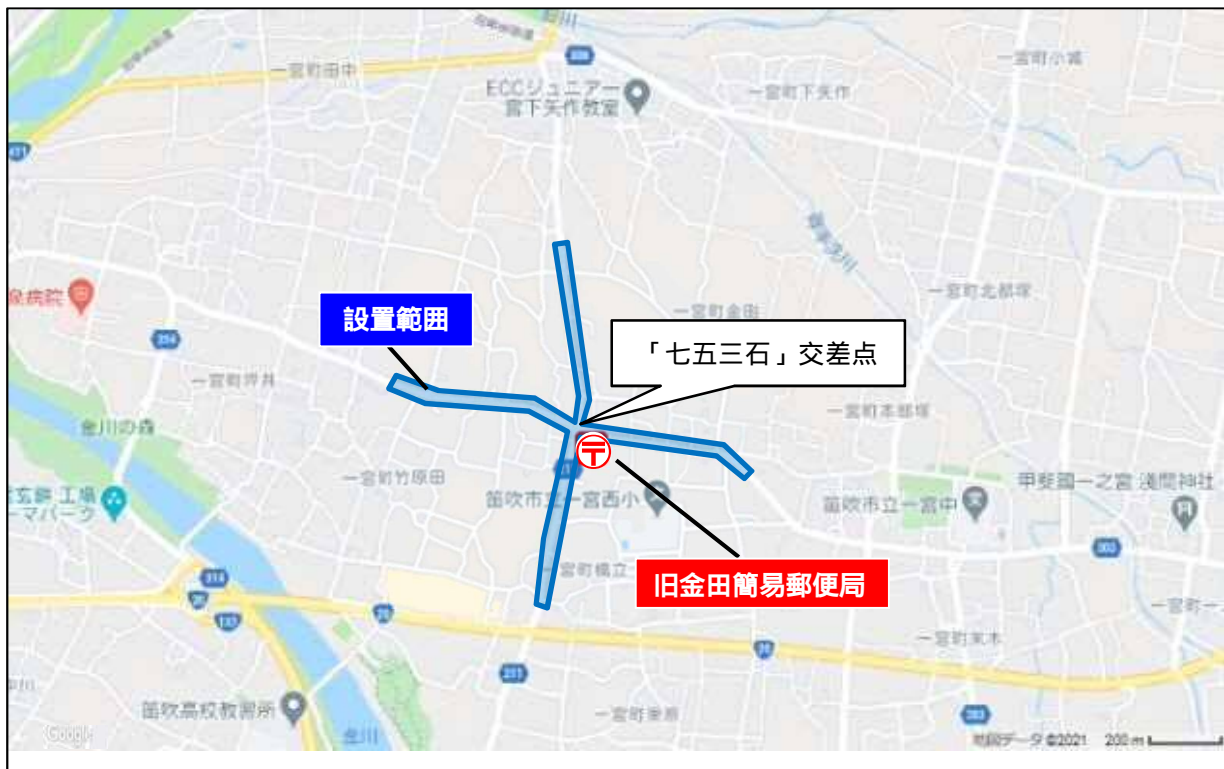 一宮町田中
ECCジュニアー
宮下矢作教室
一宮町下矢作
一宮町小城
411
一宮町北都塚
一宮町金田
設置範囲
「七五三石」交差点
一宮町坪井
金川の森
一宮町本都塚
一宮町竹原田
笛吹市立一宮西小
笛吹市立一宮中
甲斐國一之宮 浅間神社
〒
303
一宮町橋立
旧金田簡易郵便局
20
一宮町末木
20
笛吹高校教習所
金川
一宮町東原
Google
地図データ ©2021 200 m